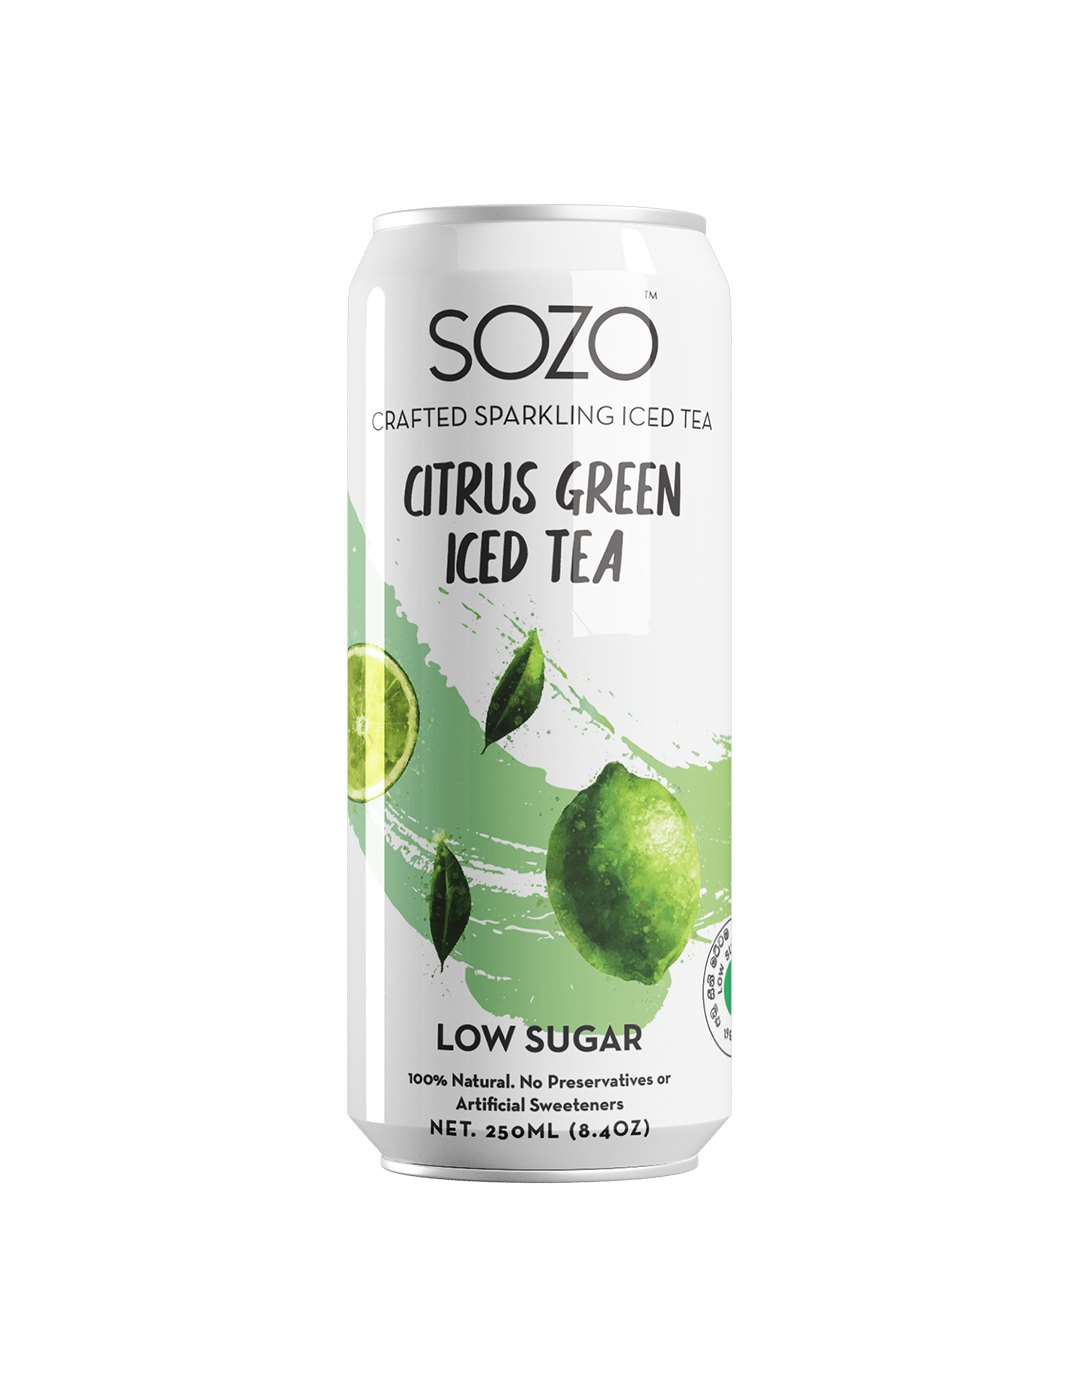 SOZO™
CRAFTED SPARKLING ICED TEA
CITRUS GREEN
ICED TEA
LOW SUGAR
100% Natural. No Preservatives or
Artificial Sweeteners
NET. 250ML (8.4OZ)
LOW